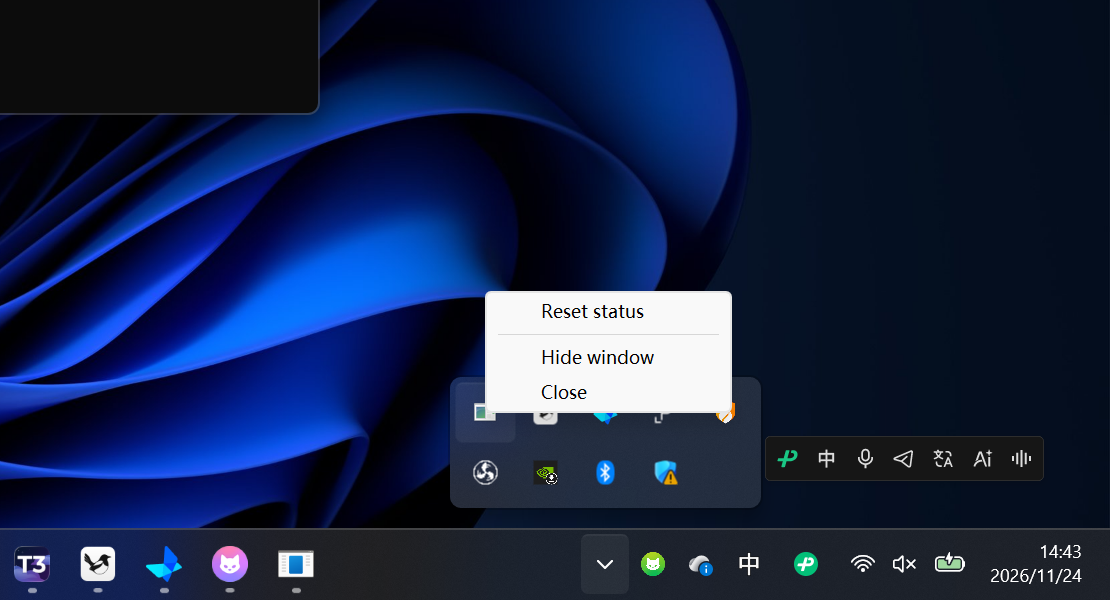 Reset status
Hide window
Close
中
T3
中
14:43
2026/11/24